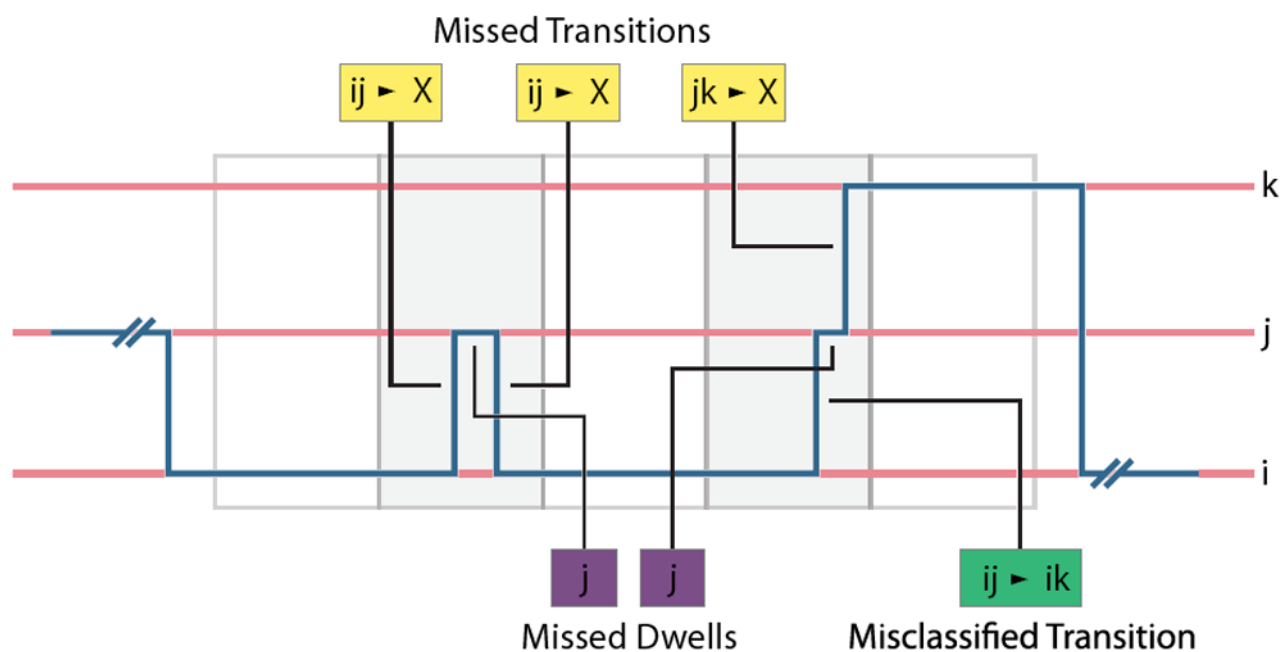 Missed Transitions
ij ► X
ij ► X
jk ► X
k
j
i
j
j
ij ► ik
Missed Dwells
Misclassified Transition